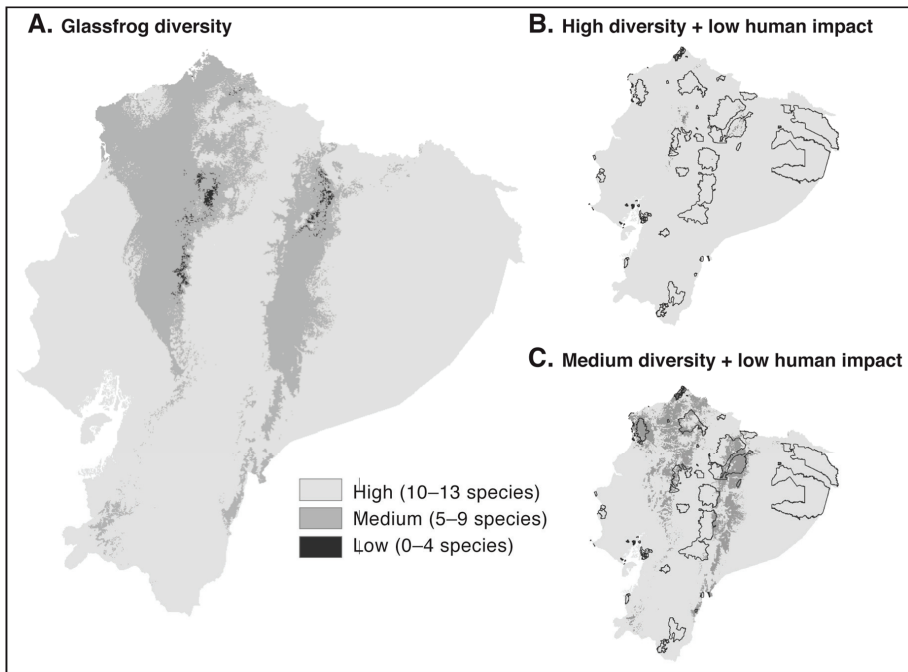 A. Glassfrog diversity
B. High diversity + low human impact
C. Medium diversity + low human impact
High (10–13 species)
Medium (5–9 species)
Low (0–4 species)